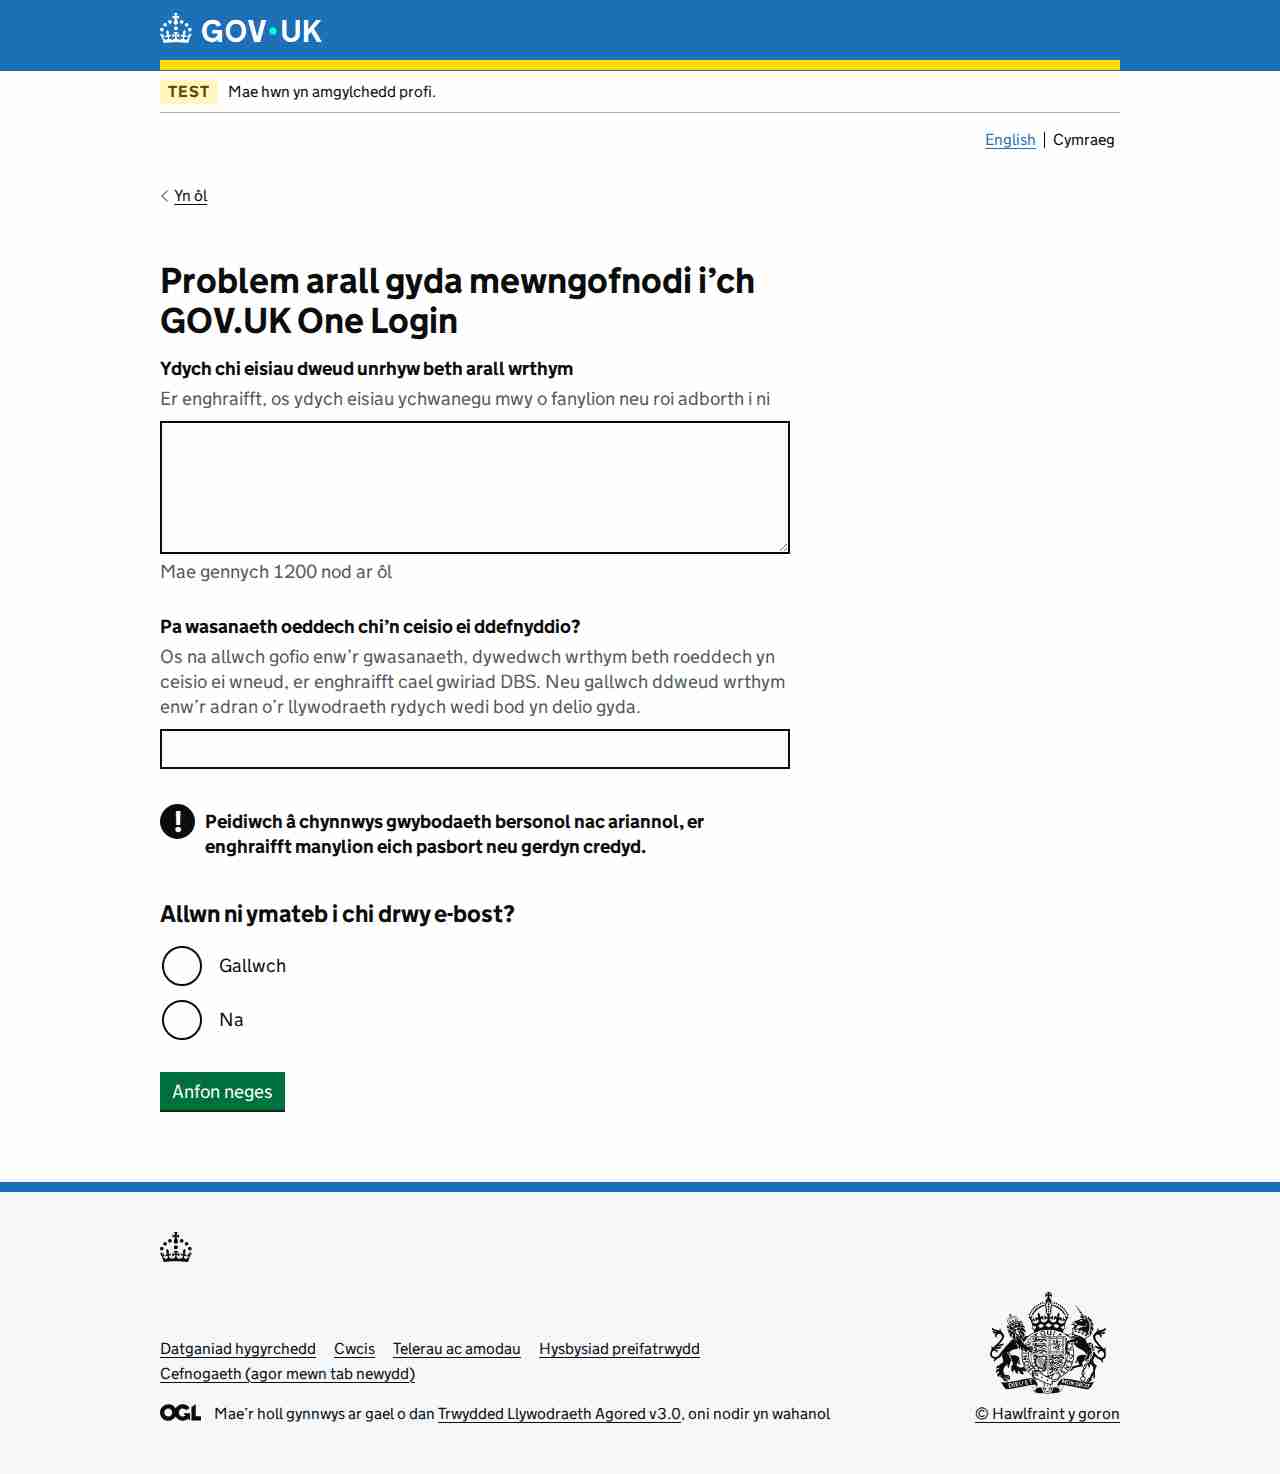 GOV·UK
TEST Mae hwn yn amgylchedd profi.
English Cymraeg
Yn ôl
Problem arall gyda mewngofnodi i’ch
GOV.UK One Login
Ydych chi eisiau dweud unrhyw beth arall wrthym
Er enghraifft, os ydych eisiau ychwanegu mwy o fanylion neu roi adborth i ni
Mae gennych 1200 nod ar ôl
Pa wasanaeth oeddech chi’n ceisio ei ddefnyddio?
Os na allwch gofio enw’r gwasanaeth, dywedwch wrthym beth roeddech yn
ceisio ei wneud, er enghraifft cael gwiriad DBS. Neu gallwch ddweud wrthym
enw’r adran o’r llywodraeth rydych wedi bod yn delio gyda.
! Peidiwch â chynnwys gwybodaeth bersonol nac ariannol, er
enghraifft manylion eich pasbort neu gerdyn credyd.
Allwn ni ymateb i chi drwy e-bost?
Gallwch
Na
Anfon neges
Datganiad hygyrchedd Cwcis Telerau ac amodau Hysbysiad preifatrwydd
Cefnogaeth (agor mewn tab newydd)
OGL Mae’r holl gynnwys ar gael o dan Trwydded Llywodraeth Agored v3.0, oni nodir yn wahanol
© Hawlfraint y goron